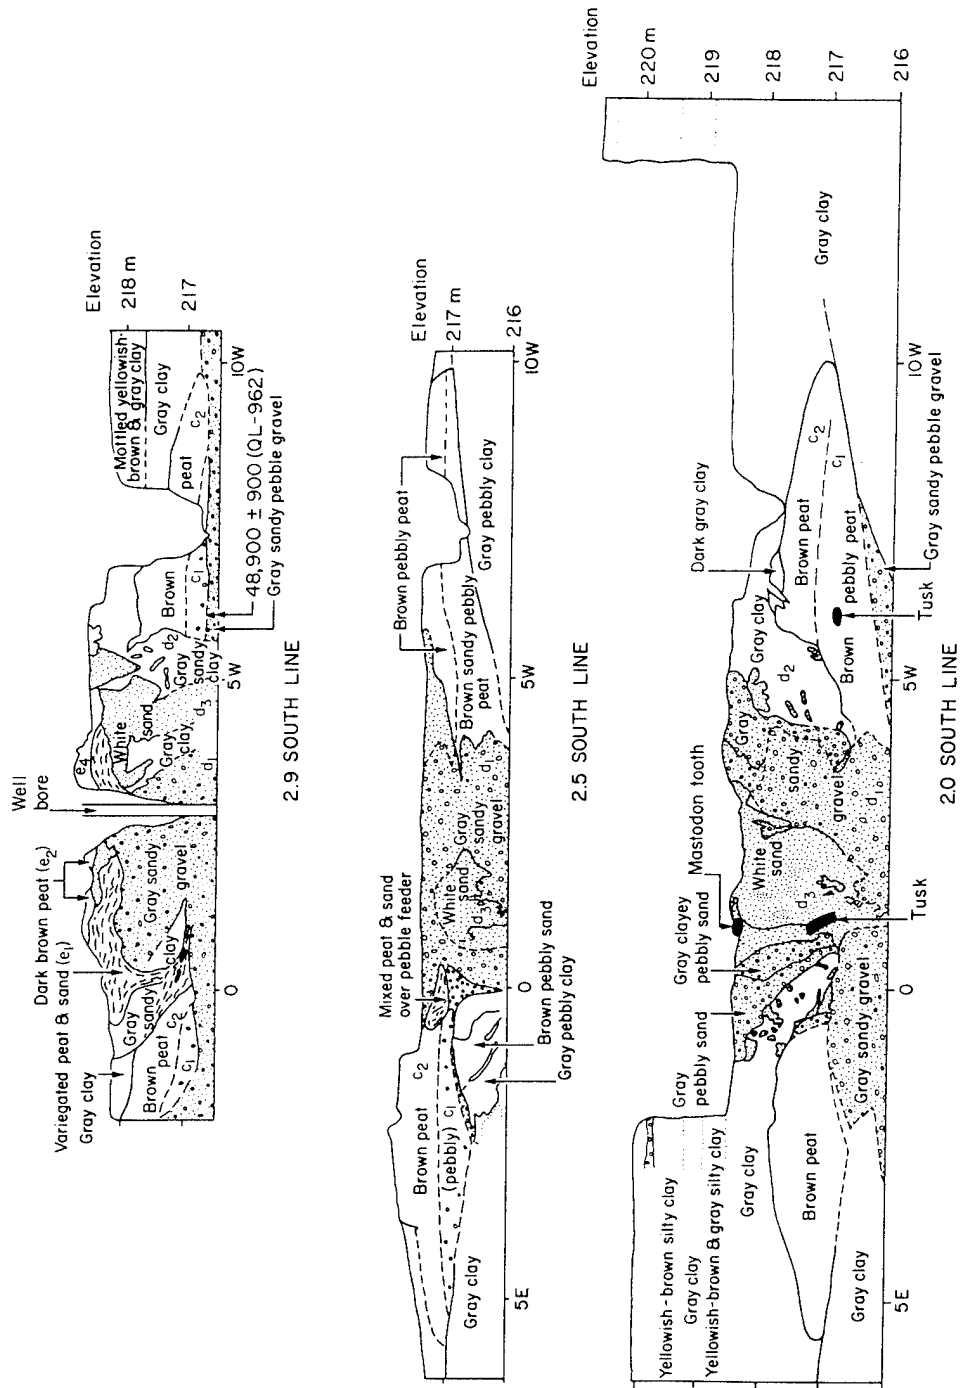 Variegated peat & sand (e1)
Gray clay
Dark brown peat (e2)
Well
bore
Elevation
218 m
217
Mottled yellowish-
brown & gray clay
Gray clay
c2
peat
e4
White
sand
Gray
clay
d1
d3
d2
Gray
sandy
clay
Brown
c1
Gray sandy
gravel
clay
Gray
sandy
c2
Brown peat
c1
0
5W
10W
48,900 ± 900 (QL-962)
Gray sandy pebble gravel
2.9 SOUTH LINE
Elevation
217 m
216
Mixed peat & sand
over pebble feeder
Brown pebbly peat
Brown peat
c2
(pebbly) c1
Gray clay
White
sand
d3
Gray
sandy
gravel
d1
Brown sandy pebbly
peat
Gray pebbly clay
5E
0
5W
10W
Brown pebbly sand
Gray pebbly clay
2.5 SOUTH LINE
Elevation
220 m
219
218
217
216
Yellowish-brown silty clay
Gray clay
Yellowish-brown & gray silty clay
Gray clay
Brown peat
Gray clay
Gray
pebbly sand
Gray clayey
pebbly sand
Mastodon tooth
White
sand
d3
Gray sandy gravel
Gray
sandy
gravel
d1
d2
Gray clay
Dark gray clay
Brown peat
c2
c1
Brown
pebbly peat
Gray clay
5E
0
5W
10W
Tusk
Tusk
Gray sandy pebble gravel
2.0 SOUTH LINE